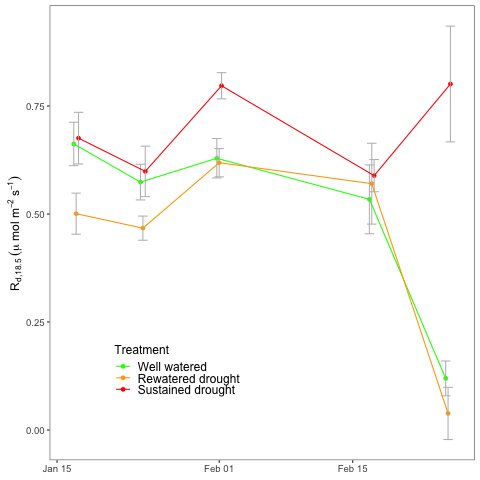 0.75
0.50
0.25
0.00
R_d,18.5 (μ mol m⁻² s⁻¹)
Treatment
Well watered
Rewatered drought
Sustained drought
Jan 15 Feb 01 Feb 15